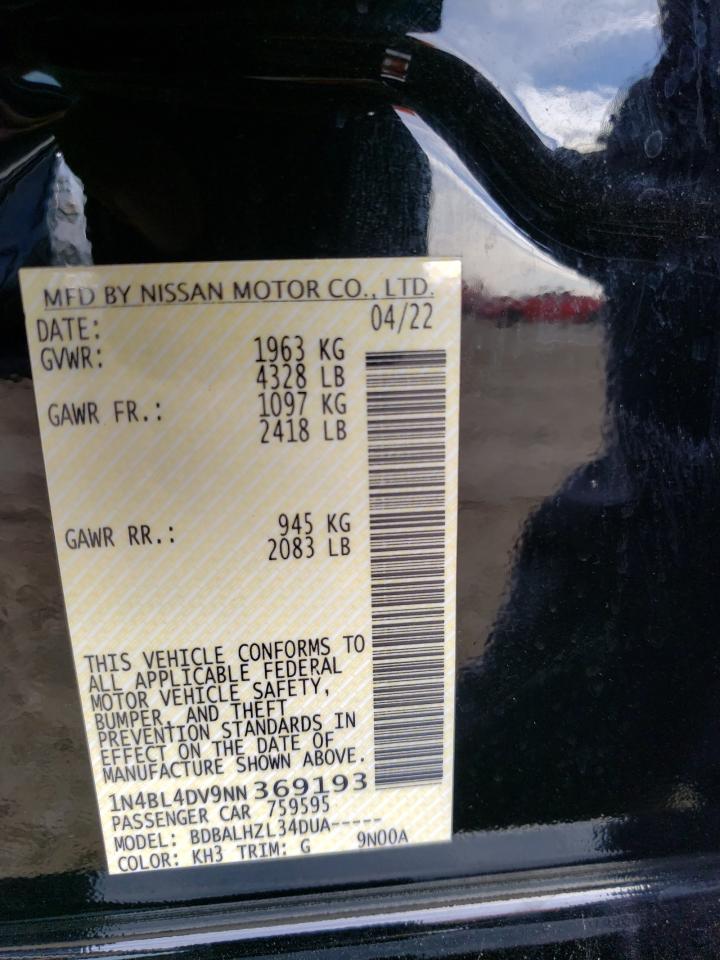 MFD BY NISSAN MOTOR CO., LTD.
DATE: 04/22
GVWR: 1963 KG
4328 LB
GAWR FR.: 1097 KG
2418 LB
GAWR RR.: 945 KG
2083 LB
THIS VEHICLE CONFORMS TO
ALL APPLICABLE FEDERAL
MOTOR VEHICLE SAFETY,
BUMPER, AND THEFT
PREVENTION STANDARDS IN
EFFECT ON THE DATE OF
MANUFACTURE SHOWN ABOVE.
1N4BL4DV9NN369193
PASSENGER CAR 759595
MODEL: BDBALHZL34DUA-----
COLOR: KH3 TRIM: G 9N00A